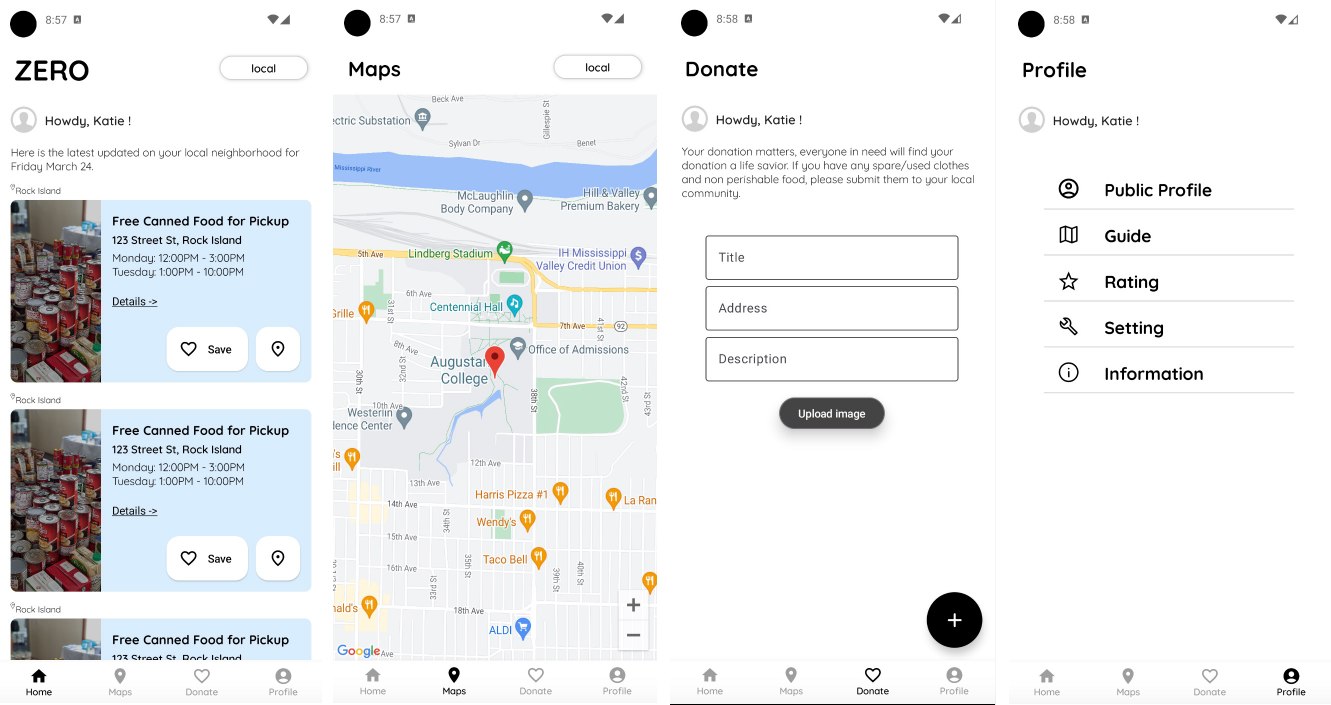 8:57
ZERO
local
Howdy, Katie !
Here is the latest updated on your local neighborhood for
Friday March 24.
Rock Island
Free Canned Food for Pickup
123 Street St, Rock Island
Monday: 12:00PM - 3:00PM
Tuesday: 1:00PM - 10:00PM
Details ->
Save
Rock Island
Free Canned Food for Pickup
123 Street St, Rock Island
Monday: 12:00PM - 3:00PM
Tuesday: 1:00PM - 10:00PM
Details ->
Save
Rock Island
Free Canned Food for Pickup
123 Street St, Rock Island
Home
Maps
Donate
Profile
8:57
Maps
local
Beck Ave
Gillespie St
ectric Substation
Sylvan Dr
Benet
Mississippi River
McLaughlin
Body Company
Hill & Valley
Premium Bakery
5th Ave
Lindberg Stadium
IH Mississippi
Valley Credit Union
6th Ave
31st St
Centennial Hall
Grille
7th Ave
41st St
92
8th Ave
32nd St
Office of Admissions
Augustana
College
30th St
38th St
42nd St
43rd St
10th Ave
Westerlin
dence Center
12th Ave
13th Ave
14th Ave
Harris Pizza #1
La Ran
34th St
Wendy's
15th Ave
Taco Bell
16th Ave
33rd St
35th St
39th St
40th St
nald's
18th Ave
ALDI
Google
Ave
Home
Maps
Donate
Profile
8:58
Donate
Howdy, Katie !
Your donation matters, everyone in need will find your
donation a life savior. If you have any spare/used clothes
and non perishable food, please submit them to your local
community.
Title
Address
Description
Upload image
+
Home
Maps
Donate
Profile
8:58
Profile
Howdy, Katie !
Public Profile
Guide
Rating
Setting
Information
Home
Maps
Donate
Profile